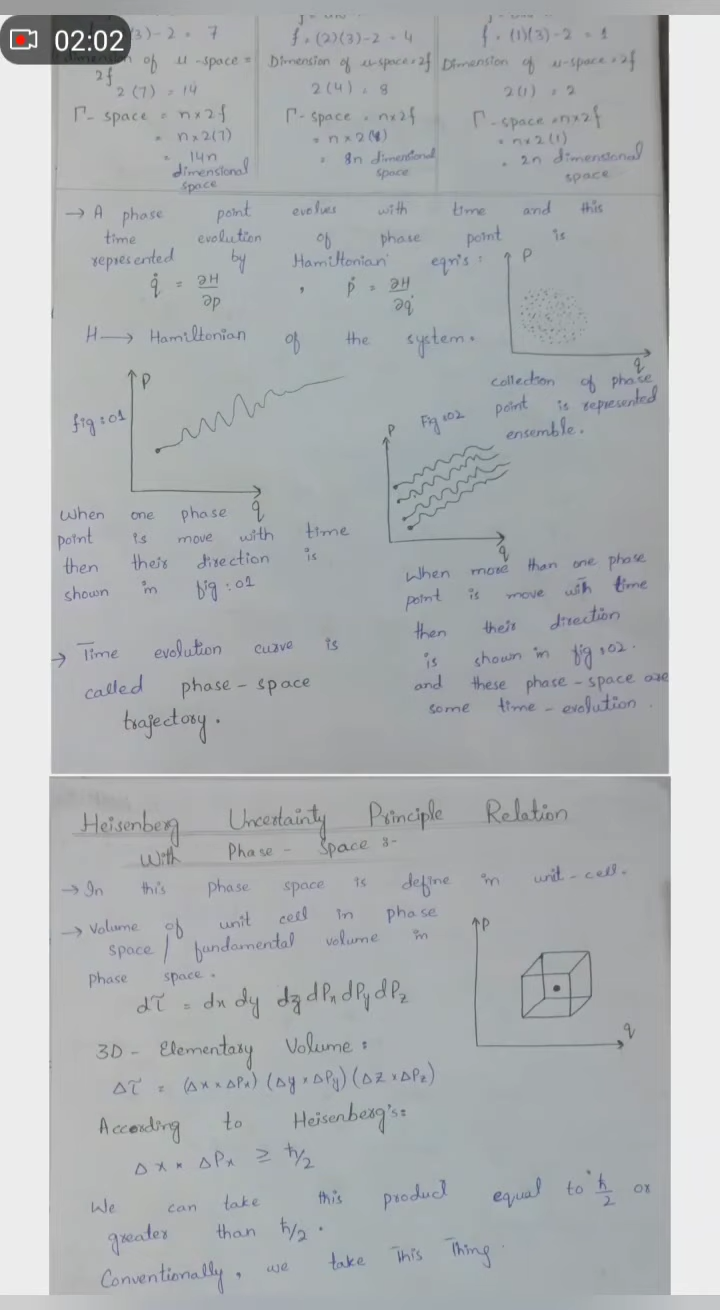 02:02
3) - 2 = 7
f = (2)(3) - 2 = 4
f = (1)(3) - 2 = 1
dimension of μ-space =
2f
2(7) = 14
Dimension of μ-space = 2f
2(4) = 8
Dimension of μ-space = 2f
2(1) = 2
Γ- space = n×2f
= n×2(7)
= 14n
dimensional
space
Γ- space = n×2f
= n×2(4)
= 8n dimensional
space
Γ- space = n×2f
= n×2(1)
= 2n dimensional
space
→ A phase point evolves with time and this
time evolution of phase point is
represented by Hamiltonian eqn's :
q̇ = ∂H/∂p , ṗ = ∂H/∂q
P
q
H → Hamiltonian of the system.
collection of phase
point is represented
ensemble.
fig:01
P
q
Fig:02
P
q
When one phase
point is move with time
then their direction is
shown in fig:01
When more than one phase
point is move with time
then their direction
is shown in fig:02.
and these phase-space are
some time-evolution.
→ Time evolution curve is
called phase-space
trajectory.
Heisenberg Uncertainty Principle Relation
With Phase - Space :-
→ In this phase space is define in unit-cell.
→ Volume of unit cell in phase
space / fundamental volume in
phase space.
P
q
dτ = dx dy dz dPx dPy dPz
3D - Elementary Volume :
Δτ = (Δx × ΔPx) (Δy × ΔPy) (Δz × ΔPz)
According to Heisenberg's:
Δx × ΔPx ≥ ħ/2
We can take this product equal to ħ/2 or
greater than ħ/2 .
Conventionally, we take This Thing.